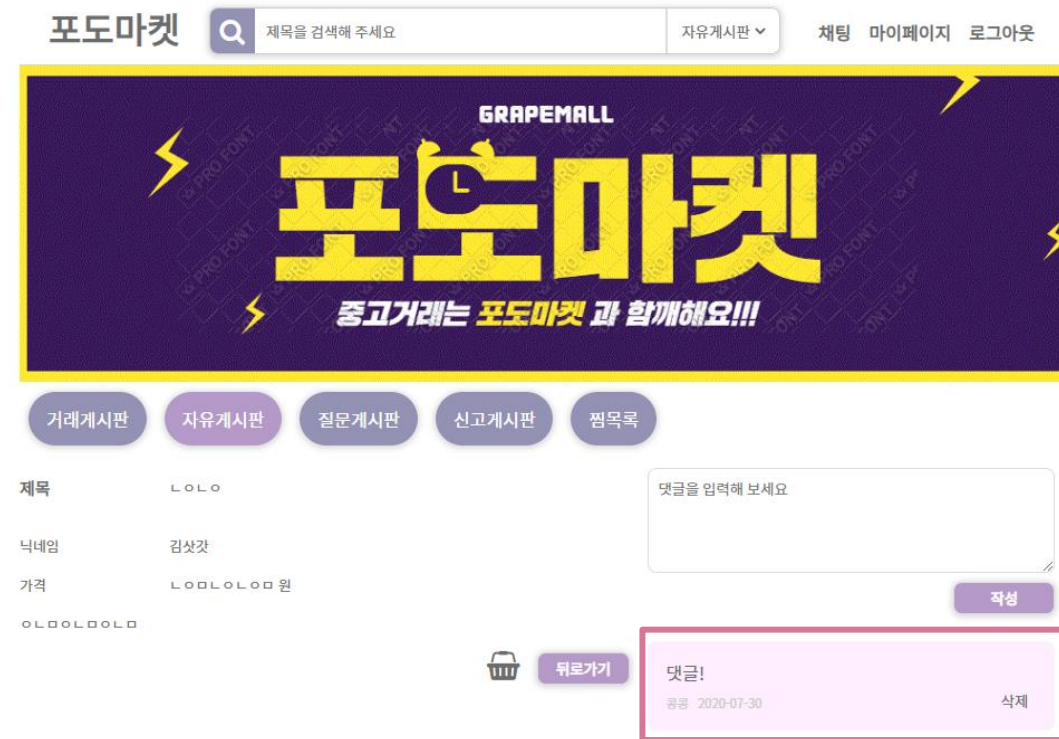 포도마켓 제목을 검색해 주세요 자유게시판 채팅 마이페이지 로그아웃
GRAPEMALL
포도마켓
중고거래는 포도마켓 과 함깨해요!!!
거래게시판 자유게시판 질문게시판 신고게시판 찜목록
제목 ㄴㅇㄴㅇ
닉네임 김삿갓
가격 ㄴㅇㅁㄴㅇㄴㅇㅁ 원
ㅇㄴㅁㅇㄴㅁㅇㄴㅁ
뒤로가기
댓글을 입력해 보세요
작성
댓글!
콩콩 2020-07-30 삭제